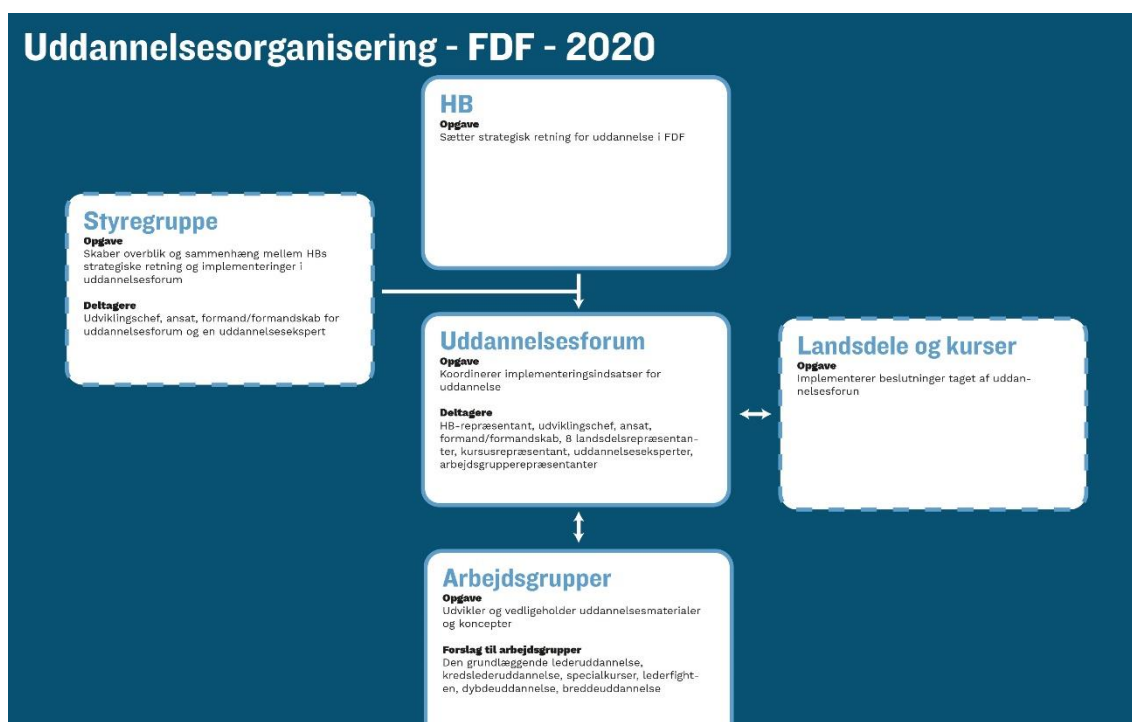 Uddannelsesorganisering - FDF - 2020
HB
Opgave
Sætter strategisk retning for uddannelse i FDF
Styregruppe
Opgave
Skaber overblik og sammenhæng mellem HBs
strategiske retning og implementeringer i
uddannelsesforum
Deltagere
Udviklingschef, ansat, formand/formandskab for
uddannelsesforum og en uddannelsesekspert
Uddannelsesforum
Opgave
Koordinerer implementeringsindsatser for
uddannelse
Deltagere
HB-repræsentant, udviklingschef, ansat,
formand/formandskab, 8 landsdelsrepræsentan-
ter, kursusrepræsentant, uddannelseseksperter,
arbejdsgrupperepræsentanter
Landsdele og kurser
Opgave
Implementerer beslutninger taget af uddan-
nelsesforun
Arbejdsgrupper
Opgave
Udvikler og vedligeholder uddannelsesmaterialer
og koncepter
Forslag til arbejdsgrupper
Den grundlæggende lederuddannelse,
kredslederuddannelse, specialkurser, lederfight-
en, dybdeuddannelse, breddeuddannelse